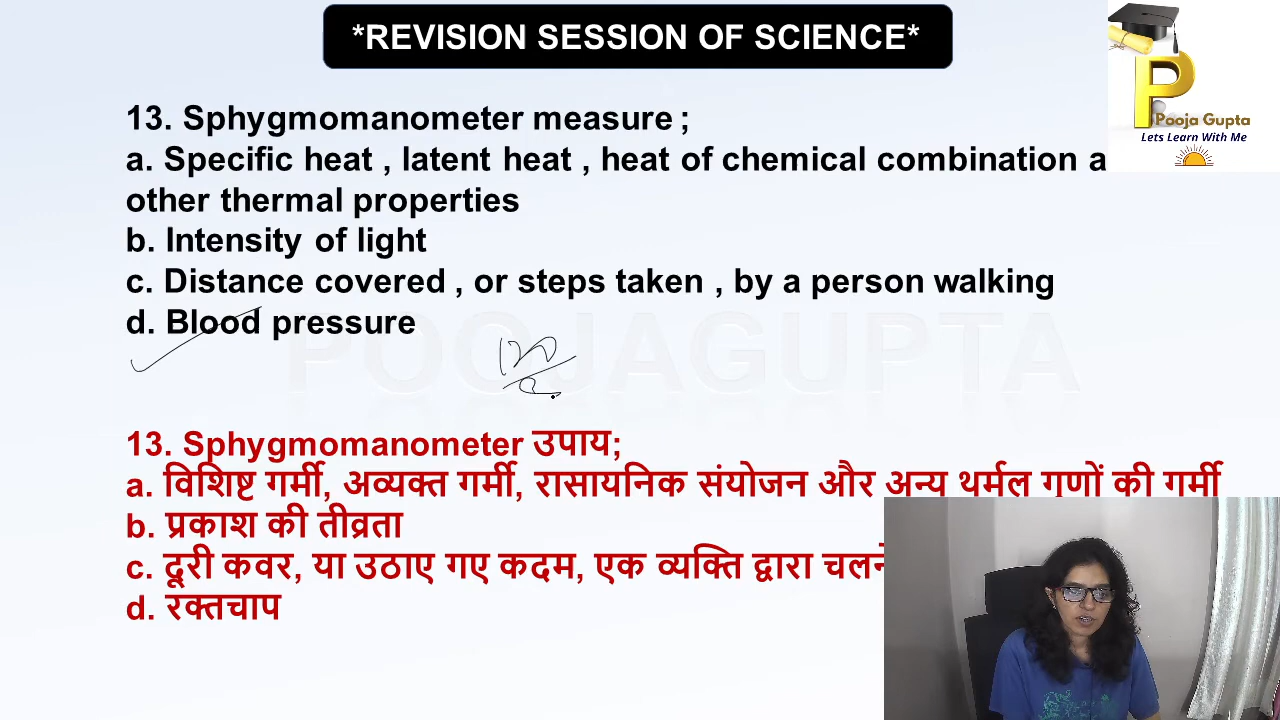 *REVISION SESSION OF SCIENCE*
Pooja Gupta
Lets Learn With Me
13. Sphygmomanometer measure ;
a. Specific heat , latent heat , heat of chemical combination a
other thermal properties
b. Intensity of light
c. Distance covered , or steps taken , by a person walking
d. Blood pressure
POOJAGUPTA
13. Sphygmomanometer उपाय;
a. विशिष्ट गर्मी, अव्यक्त गर्मी, रासायनिक संयोजन और अन्य थर्मल गुणों की गर्मी
b. प्रकाश की तीव्रता
c. दूरी कवर, या उठाए गए कदम, एक व्यक्ति द्वारा चलने
d. रक्तचाप